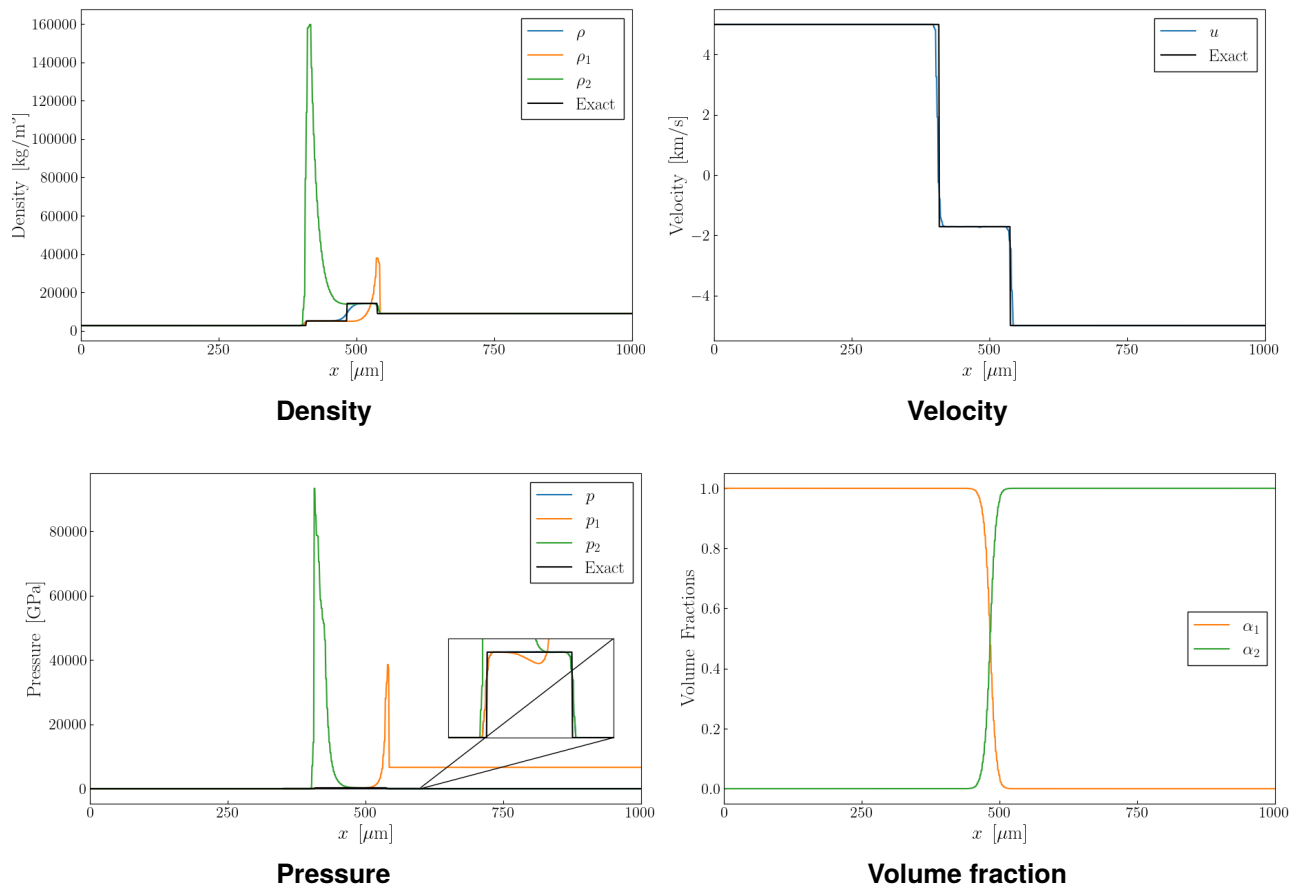 160000
140000
120000
100000
80000
60000
40000
20000
0
Density [kg/m³]
ρ
ρ₁
ρ₂
Exact
0 250 500 750 1000
x [μm]
Density
4
2
0
−2
−4
Velocity [km/s]
u
Exact
0 250 500 750 1000
x [μm]
Velocity
80000
60000
40000
20000
0
Pressure [GPa]
p
p₁
p₂
Exact
0 250 500 750 1000
x [μm]
Pressure
1.0
0.8
0.6
0.4
0.2
0.0
Volume Fractions
α₁
α₂
0 250 500 750 1000
x [μm]
Volume fraction